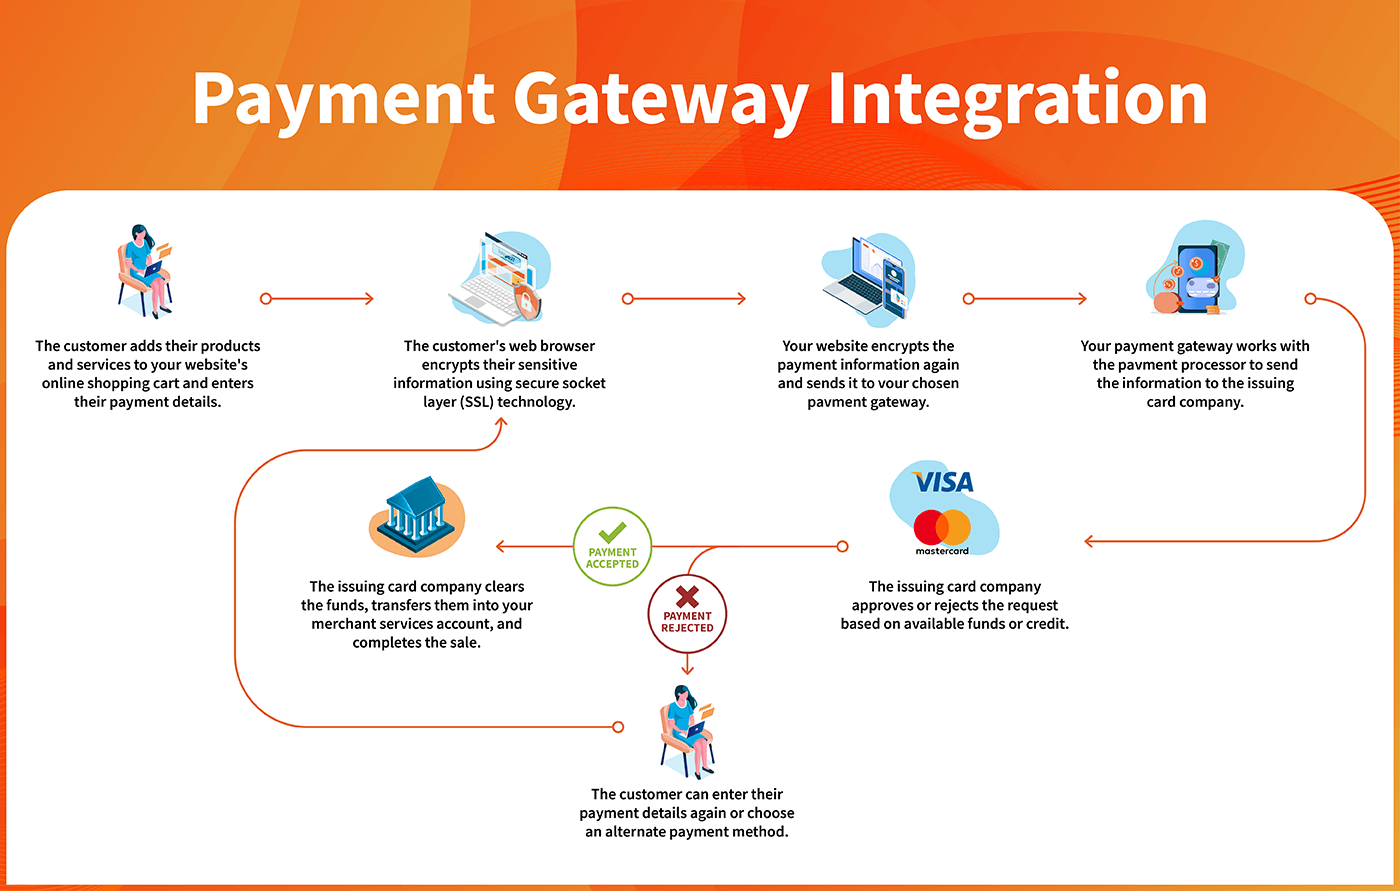 Payment Gateway Integration
The customer adds their products
and services to your website's
online shopping cart and enters
their payment details.
The customer's web browser
encrypts their sensitive
information using secure socket
layer (SSL) technology.
Your website encrypts the
payment information again
and sends it to vour chosen
pavment gateway.
Your payment gateway works with
the pavment processor to send
the information to the issuing
card company.
VISA
mastercard
The issuing card company
approves or rejects the request
based on available funds or credit.
PAYMENT
ACCEPTED
PAYMENT
REJECTED
The issuing card company clears
the funds, transfers them into your
merchant services account, and
completes the sale.
The customer can enter their
payment details again or choose
an alternate payment method.